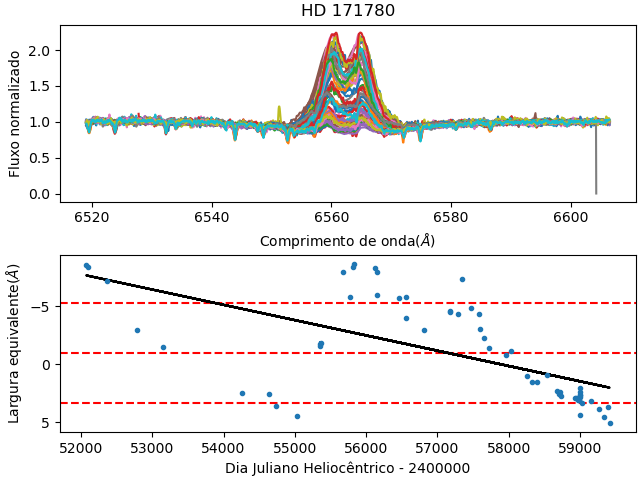 HD 171780
Fluxo normalizado
2.0
1.5
1.0
0.5
0.0
6520 6540 6560 6580 6600
Comprimento de onda(Å)
Largura equivalente(Å)
−5
0
5
52000 53000 54000 55000 56000 57000 58000 59000
Dia Juliano Heliocêntrico - 2400000